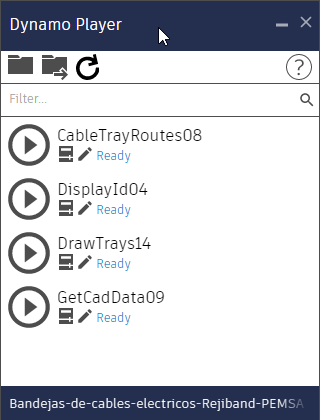 Dynamo Player
?
Filter...
CableTrayRoutes08
Ready
DisplayId04
Ready
DrawTrays14
Ready
GetCadData09
Ready
Bandejas-de-cables-electricos-Rejiband-PEMSA